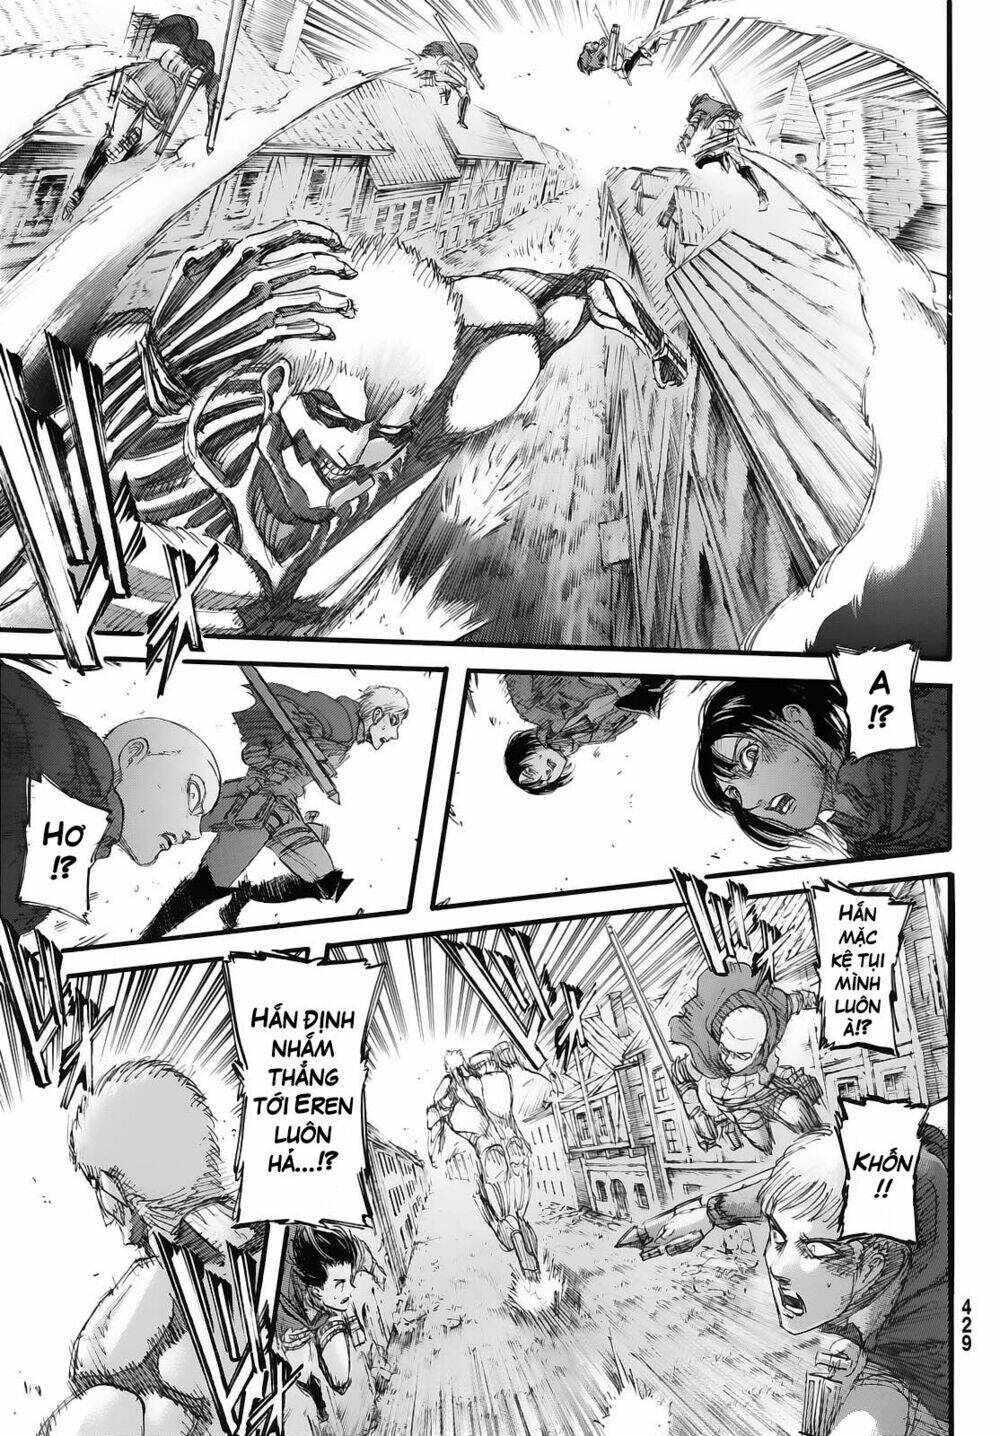 A
!?
HƠ
!?
HẮN
MẶC
KỆ TỤI
MÌNH
LUÔN
À!?
KHỐN
!!
HẮN ĐỊNH
NHẮM
THẲNG
TỚI EREN
LUÔN
HẢ...!?
429